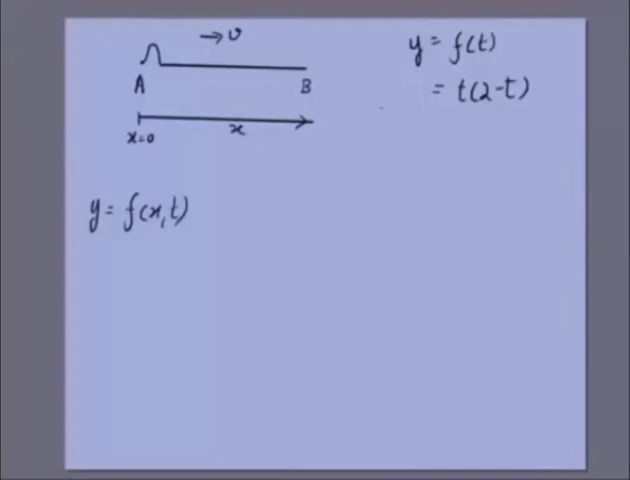 → v
A B
x=0 x
y = f(t)
= t(2-t)
y = f(x,t)